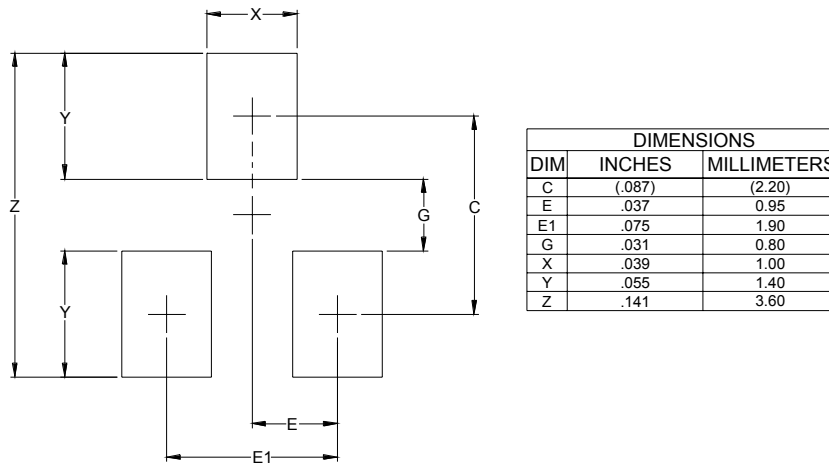 X
Y
Z
G
C
Y
E
E1
DIMENSIONS
DIM INCHES MILLIMETERS
C (.087) (2.20)
E .037 0.95
E1 .075 1.90
G .031 0.80
X .039 1.00
Y .055 1.40
Z .141 3.60